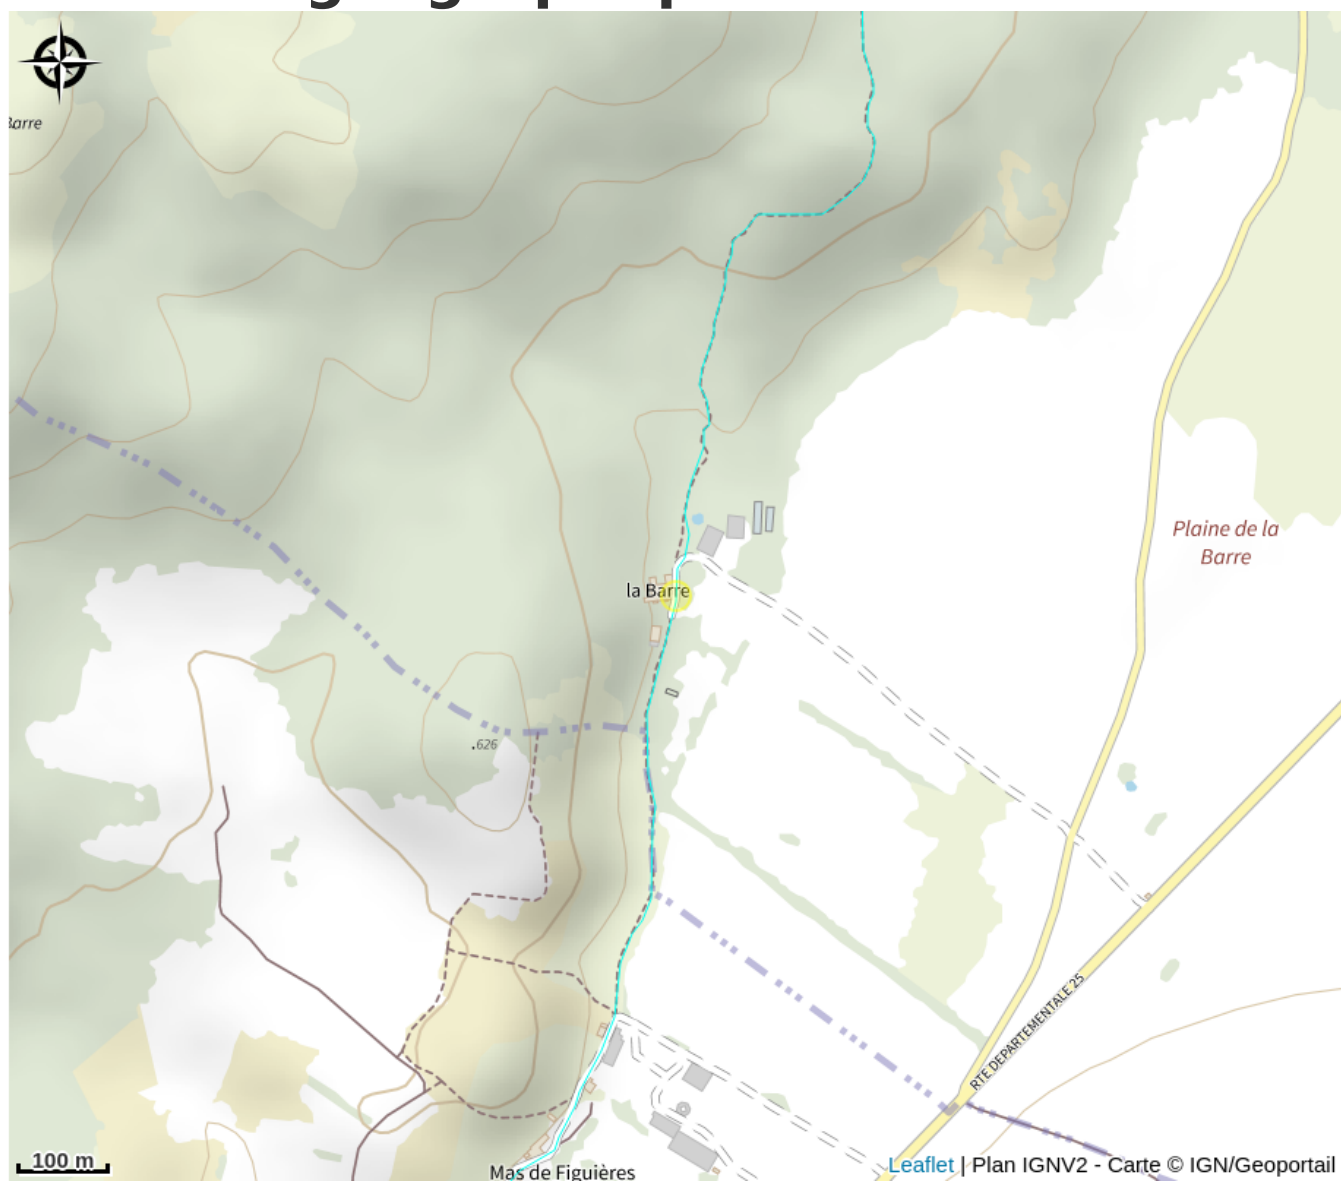 Barre
la Barre
Plaine de la
Barre
.626
RTE DEPARTEMENTALE 25
100 m
Mas de Figuières
Leaflet | Plan IGNV2 - Carte © IGN/Geoportail